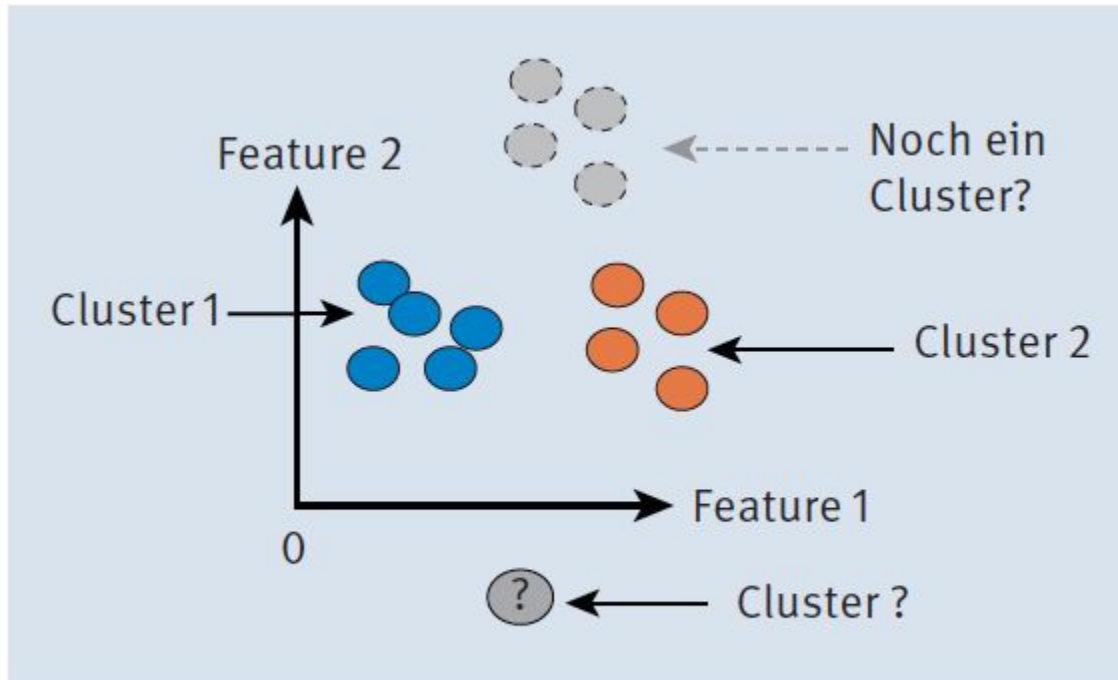 Noch ein
Cluster?
Feature 2
Cluster 1
Cluster 2
Feature 1
0
?
Cluster ?